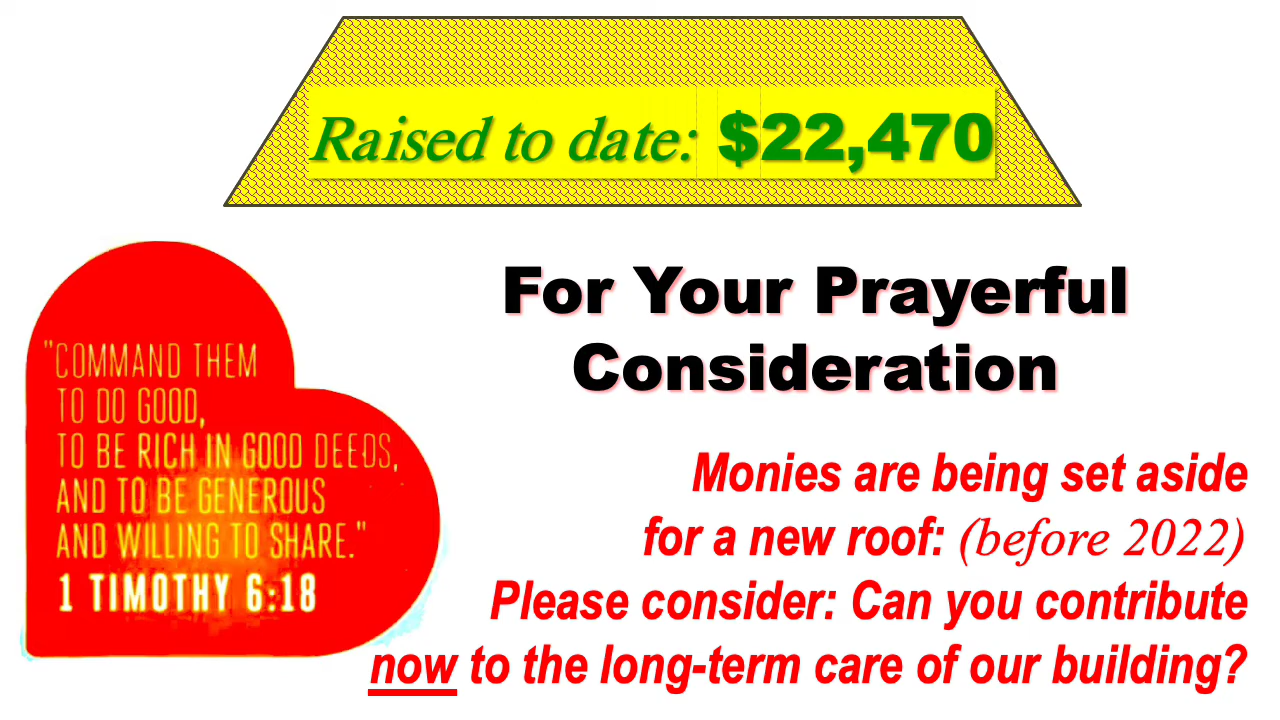 Raised to date: $22,470
For Your Prayerful
Consideration
"COMMAND THEM
TO DO GOOD,
TO BE RICH IN GOOD DEEDS,
AND TO BE GENEROUS
AND WILLING TO SHARE."
1 TIMOTHY 6:18
Monies are being set aside
for a new roof: (before 2022)
Please consider: Can you contribute
now to the long-term care of our building?